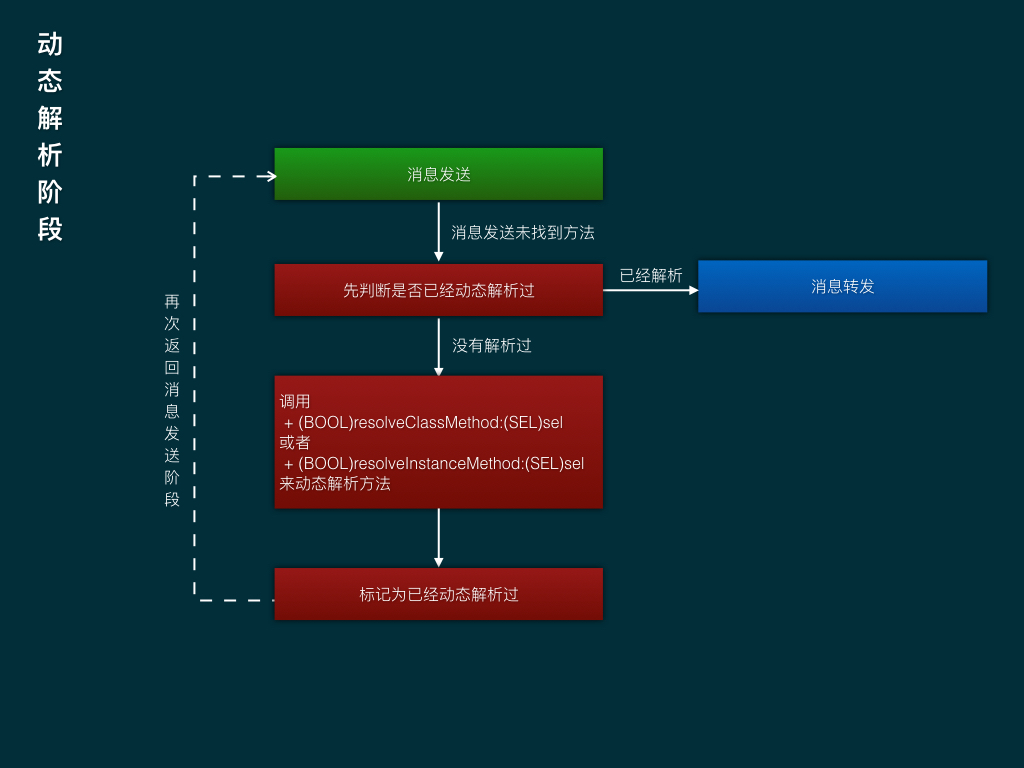 动态解析阶段
消息发送
消息发送未找到方法
先判断是否已经动态解析过
已经解析
消息转发
没有解析过
调用
+ (BOOL)resolveClassMethod:(SEL)sel
或者
+ (BOOL)resolveInstanceMethod:(SEL)sel
来动态解析方法
标记为已经动态解析过
再次返回消息发送阶段